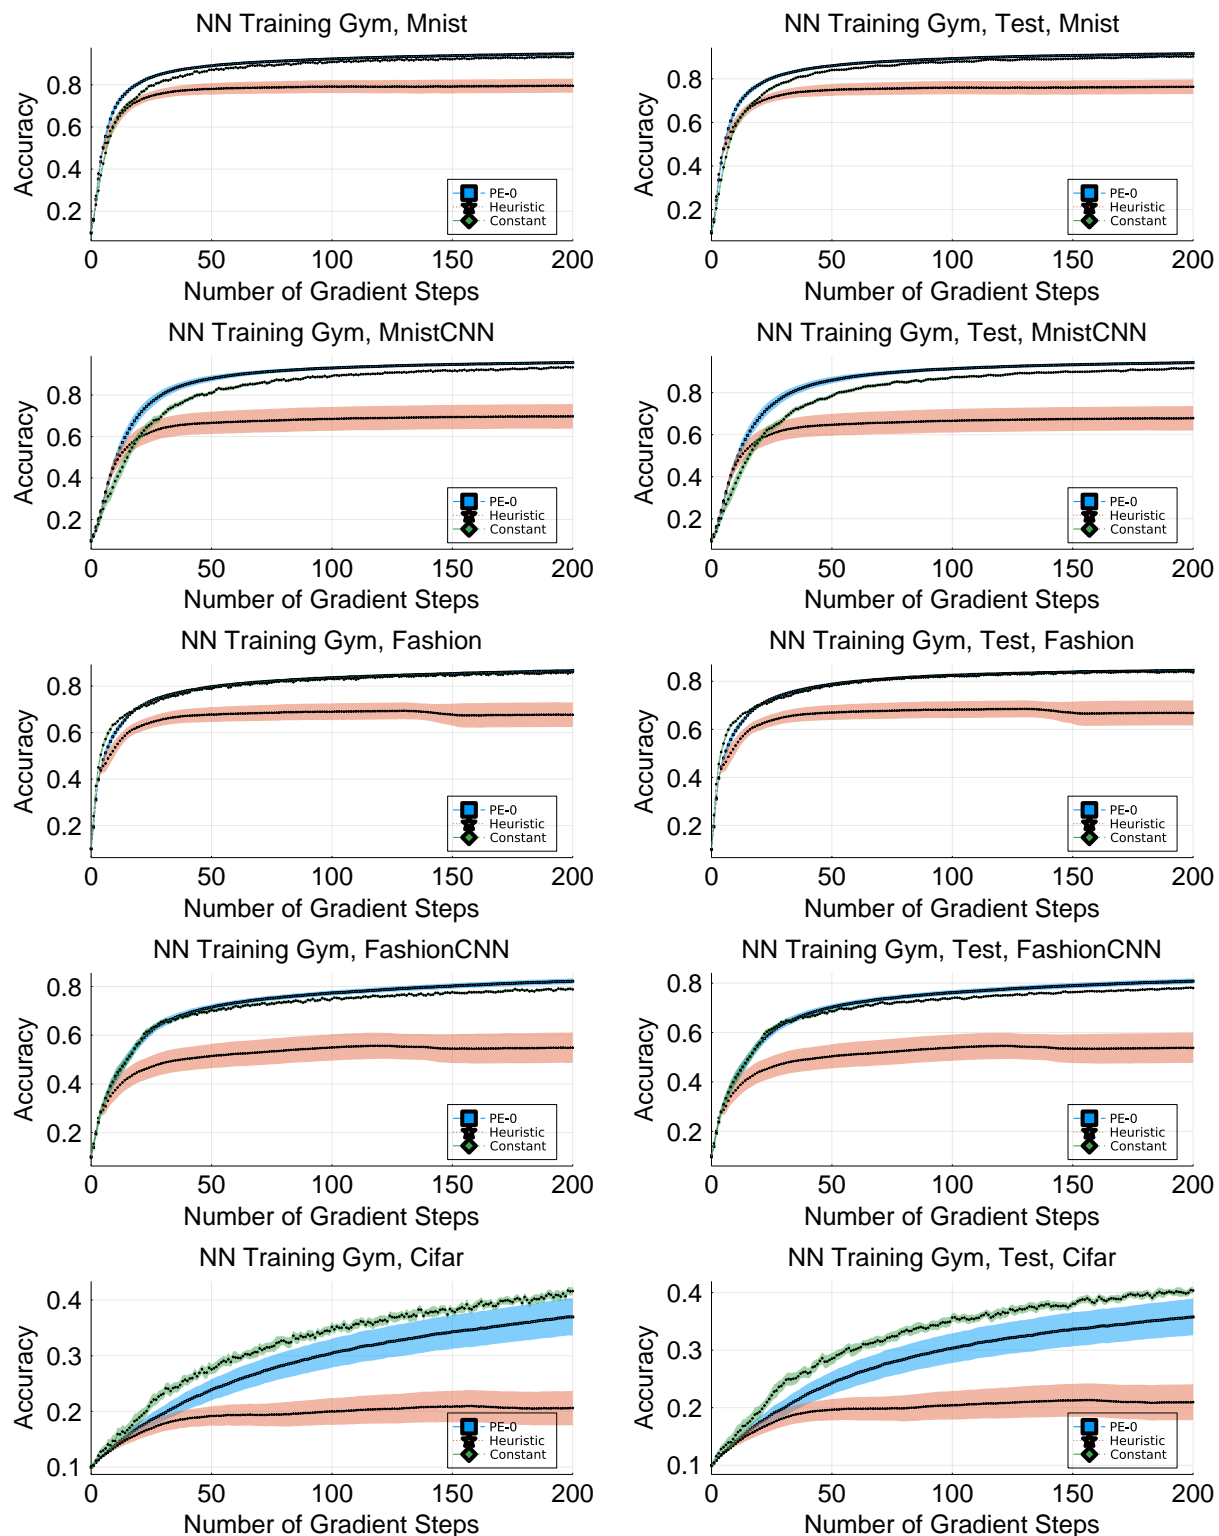 NN Training Gym, Mnist
Accuracy
0.8
0.6
0.4
0.2
PE-0
Heuristic
Constant
0 50 100 150 200
Number of Gradient Steps
NN Training Gym, Test, Mnist
Accuracy
0.8
0.6
0.4
0.2
PE-0
Heuristic
Constant
0 50 100 150 200
Number of Gradient Steps
NN Training Gym, MnistCNN
Accuracy
0.8
0.6
0.4
0.2
PE-0
Heuristic
Constant
0 50 100 150 200
Number of Gradient Steps
NN Training Gym, Test, MnistCNN
Accuracy
0.8
0.6
0.4
0.2
PE-0
Heuristic
Constant
0 50 100 150 200
Number of Gradient Steps
NN Training Gym, Fashion
Accuracy
0.8
0.6
0.4
0.2
PE-0
Heuristic
Constant
0 50 100 150 200
Number of Gradient Steps
NN Training Gym, Test, Fashion
Accuracy
0.8
0.6
0.4
0.2
PE-0
Heuristic
Constant
0 50 100 150 200
Number of Gradient Steps
NN Training Gym, FashionCNN
Accuracy
0.8
0.6
0.4
0.2
PE-0
Heuristic
Constant
0 50 100 150 200
Number of Gradient Steps
NN Training Gym, Test, FashionCNN
Accuracy
0.8
0.6
0.4
0.2
PE-0
Heuristic
Constant
0 50 100 150 200
Number of Gradient Steps
NN Training Gym, Cifar
Accuracy
0.4
0.3
0.2
0.1
PE-0
Heuristic
Constant
0 50 100 150 200
Number of Gradient Steps
NN Training Gym, Test, Cifar
Accuracy
0.4
0.3
0.2
0.1
PE-0
Heuristic
Constant
0 50 100 150 200
Number of Gradient Steps